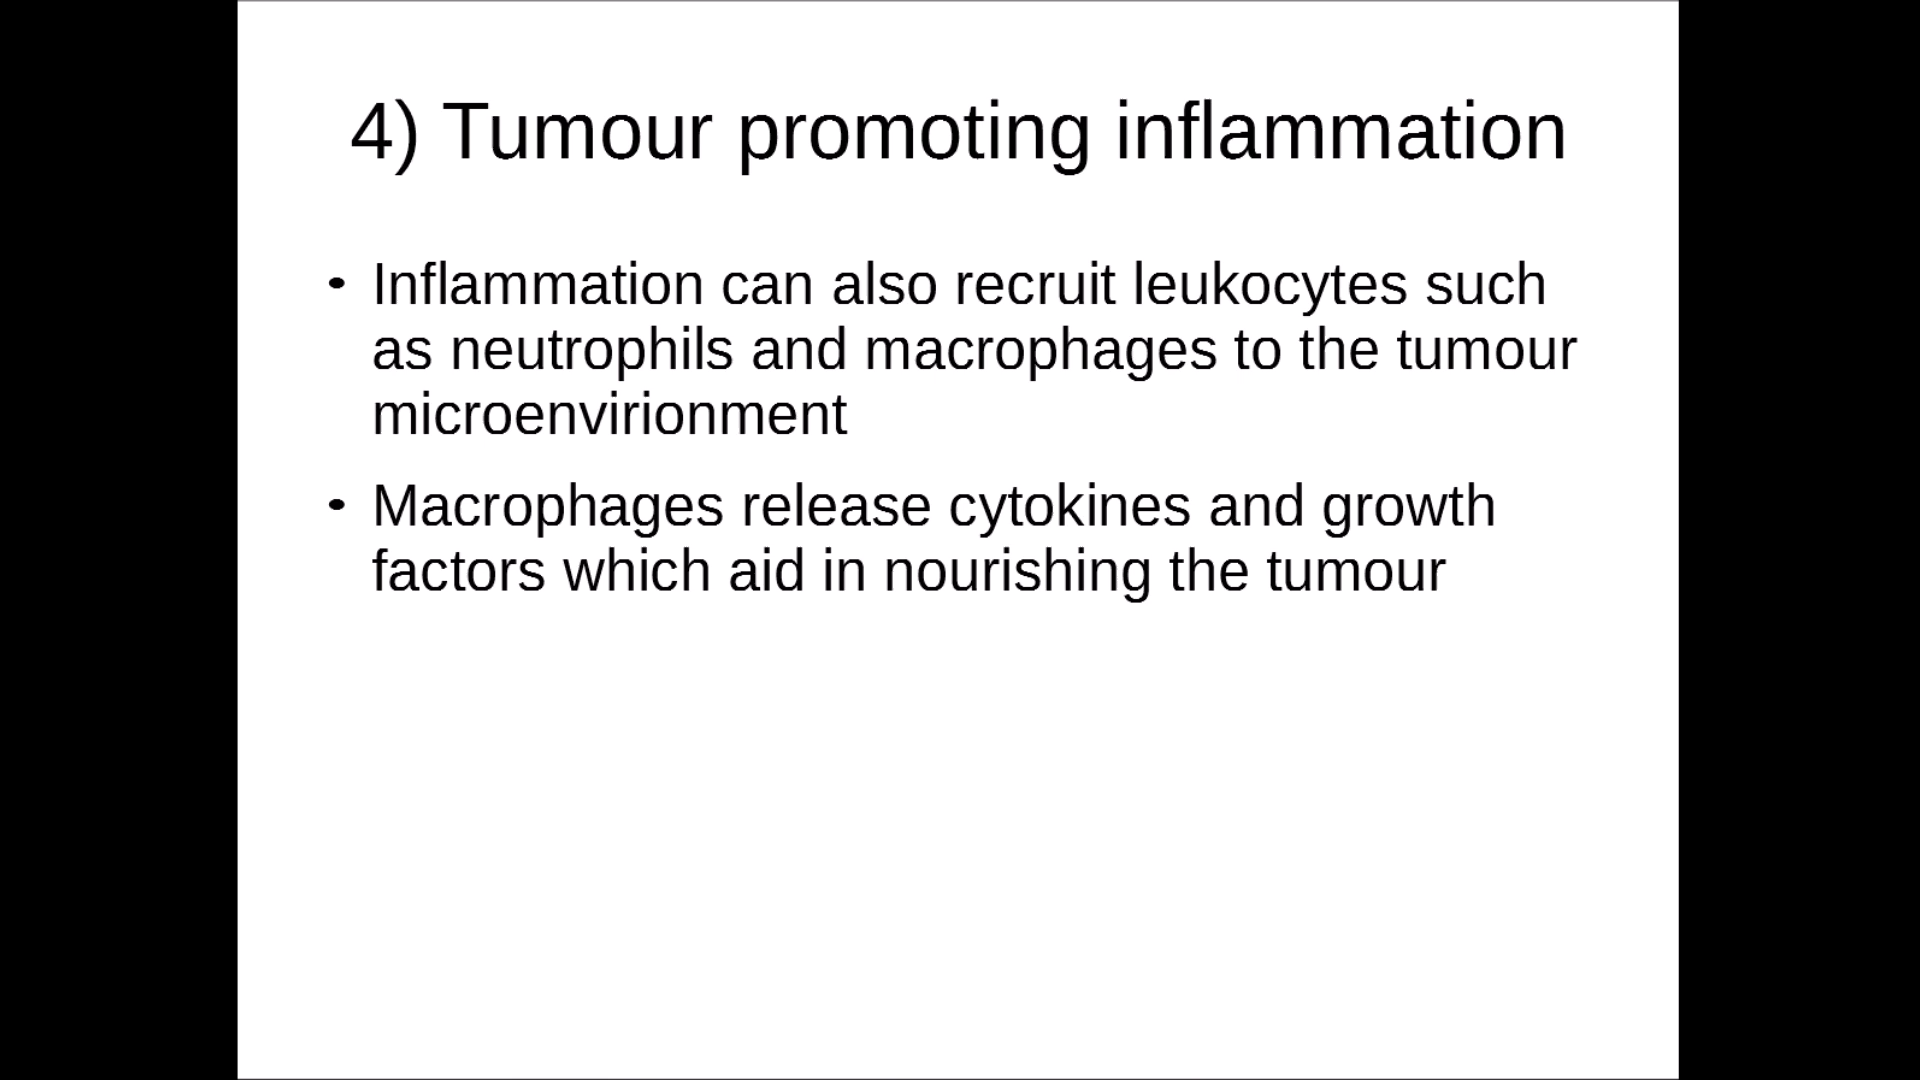 4) Tumour promoting inflammation
• Inflammation can also recruit leukocytes such
as neutrophils and macrophages to the tumour
microenvirionment
• Macrophages release cytokines and growth
factors which aid in nourishing the tumour